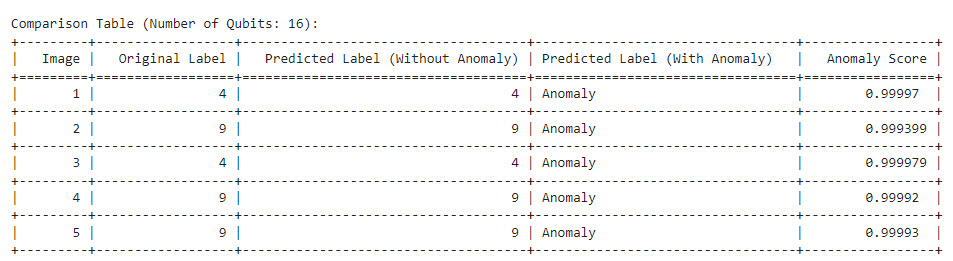 Comparison Table (Number of Qubits: 16):
| Image | Original Label | Predicted Label (Without Anomaly) | Predicted Label (With Anomaly) | Anomaly Score |
| 1 | 4 | 4 | Anomaly | 0.99997 |
| 2 | 9 | 9 | Anomaly | 0.999399 |
| 3 | 4 | 4 | Anomaly | 0.999979 |
| 4 | 9 | 9 | Anomaly | 0.99992 |
| 5 | 9 | 9 | Anomaly | 0.99993 |